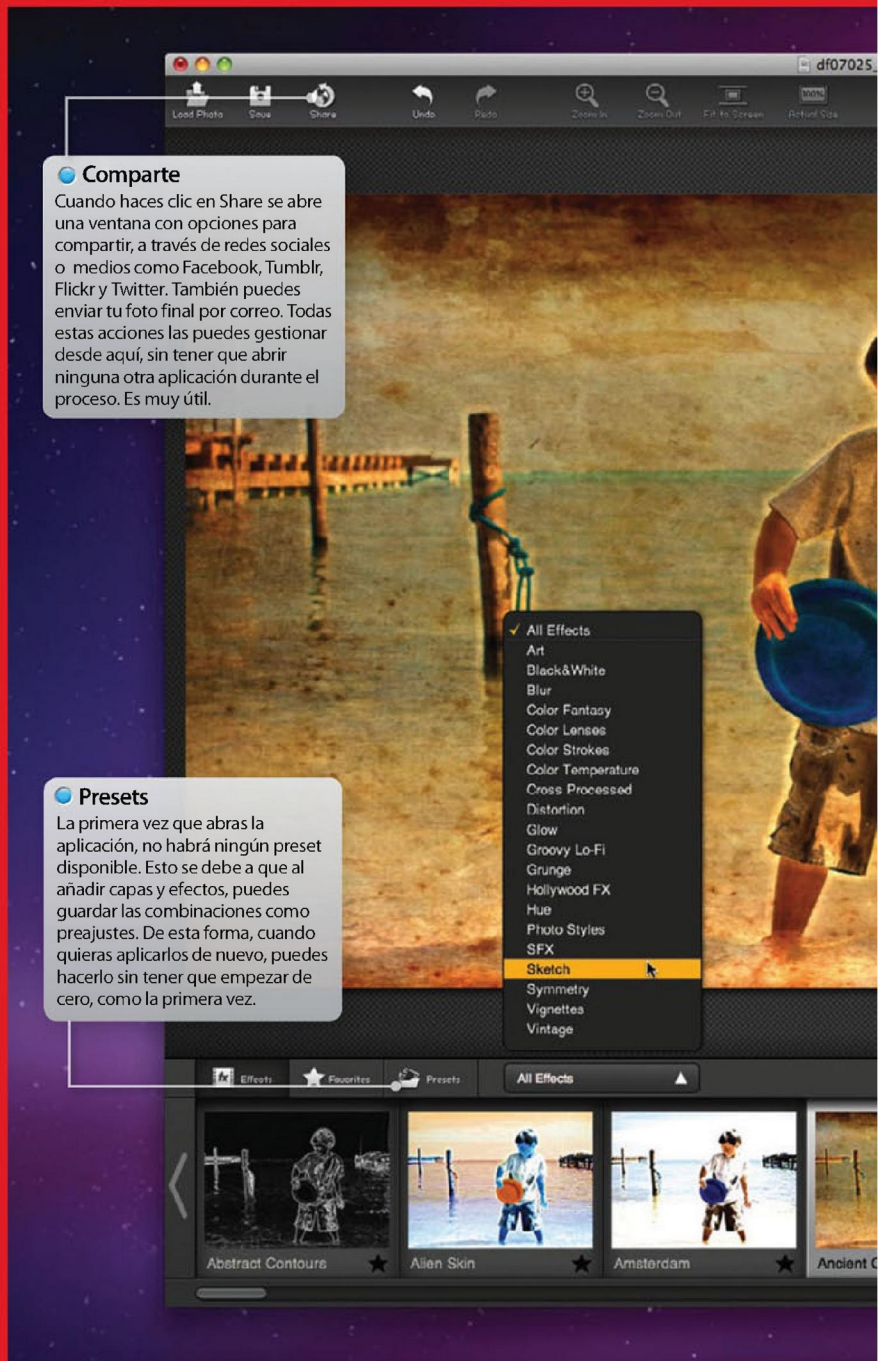 df07025_
Load Photo Save Share Undo Redo Zoom In Zoom Out Fit to Screen 100% Actual Size
Comparte
Cuando haces clic en Share se abre
una ventana con opciones para
compartir, a través de redes sociales
o medios como Facebook, Tumblr,
Flickr y Twitter. También puedes
enviar tu foto final por correo. Todas
estas acciones las puedes gestionar
desde aquí, sin tener que abrir
ninguna otra aplicación durante el
proceso. Es muy útil.
✓ All Effects
Art
Black&White
Blur
Color Fantasy
Color Lenses
Color Strokes
Color Temperature
Cross Processed
Distortion
Glow
Groovy Lo-Fi
Grunge
Hollywood FX
Hue
Photo Styles
SFX
Sketch
Symmetry
Vignettes
Vintage
Presets
La primera vez que abras la
aplicación, no habrá ningún preset
disponible. Esto se debe a que al
añadir capas y efectos, puedes
guardar las combinaciones como
preajustes. De esta forma, cuando
quieras aplicarlos de nuevo, puedes
hacerlo sin tener que empezar de
cero, como la primera vez.
fx Effects Favorites Presets All Effects
Abstract Contours Alien Skin Amsterdam Ancient C